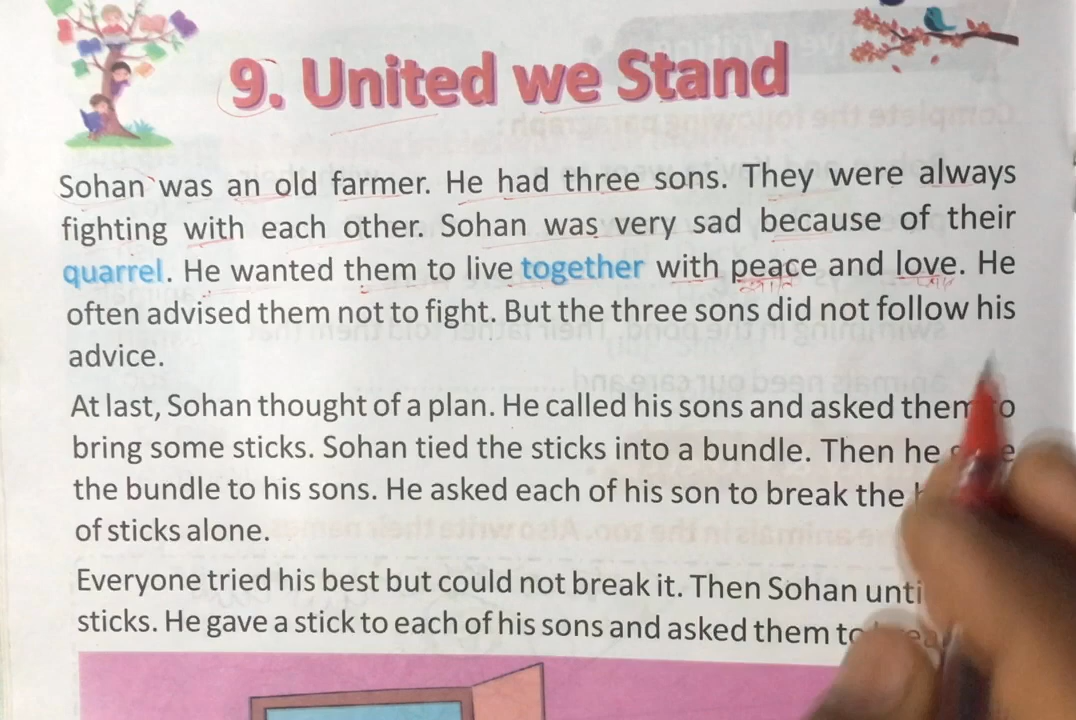 9. United we Stand
Sohan was an old farmer. He had three sons. They were always
fighting with each other. Sohan was very sad because of their
quarrel. He wanted them to live together with peace and love. He
often advised them not to fight. But the three sons did not follow his
advice.
At last, Sohan thought of a plan. He called his sons and asked them to
bring some sticks. Sohan tied the sticks into a bundle. Then he
the bundle to his sons. He asked each of his son to break the
of sticks alone.
Everyone tried his best but could not break it. Then Sohan
sticks. He gave a stick to each of his sons and asked them to